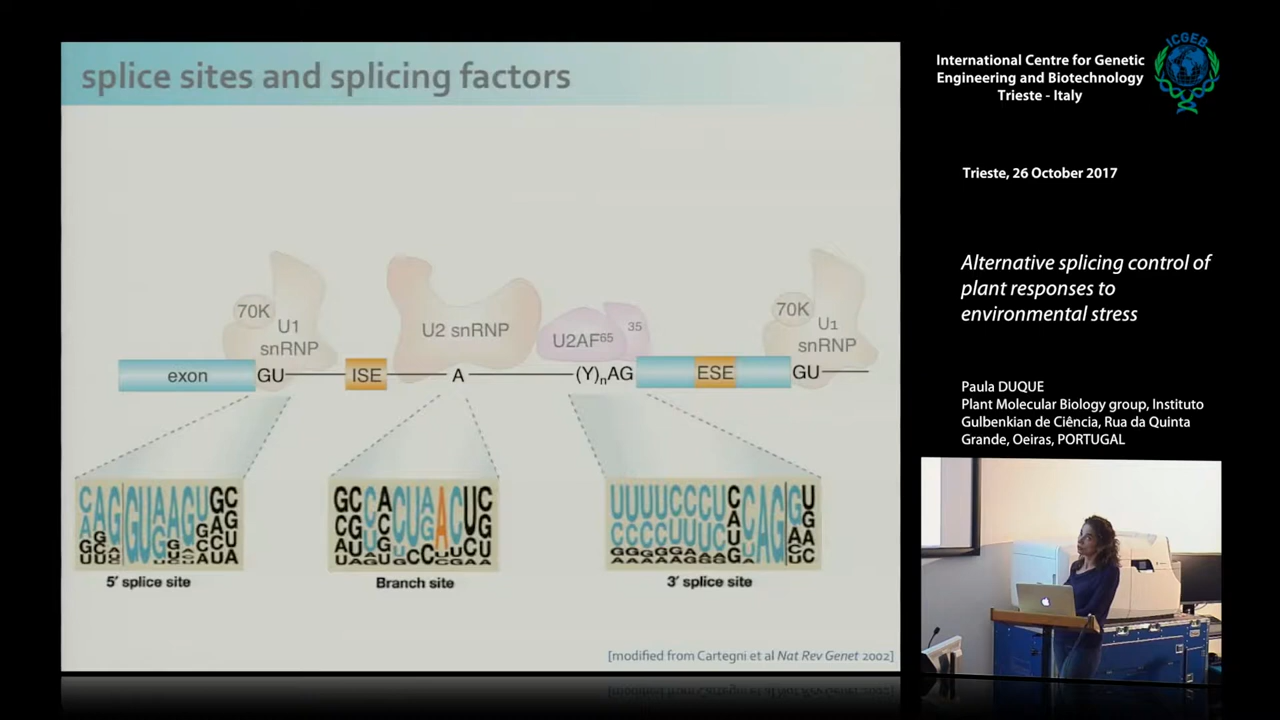 splice sites and splicing factors
70K
U1
snRNP
U2 snRNP
U2AF65
35
70K
U1
snRNP
exon
GU
ISE
A
(Y)nAG
ESE
GU
5′ splice site
Branch site
3′ splice site
[modified from Cartegni et al Nat Rev Genet 2002]
International Centre for Genetic
Engineering and Biotechnology
Trieste - Italy
ICGEB
Trieste, 26 October 2017
Alternative splicing control of
plant responses to
environmental stress
Paula DUQUE
Plant Molecular Biology group, Instituto
Gulbenkian de Ciência, Rua da Quinta
Grande, Oeiras, PORTUGAL